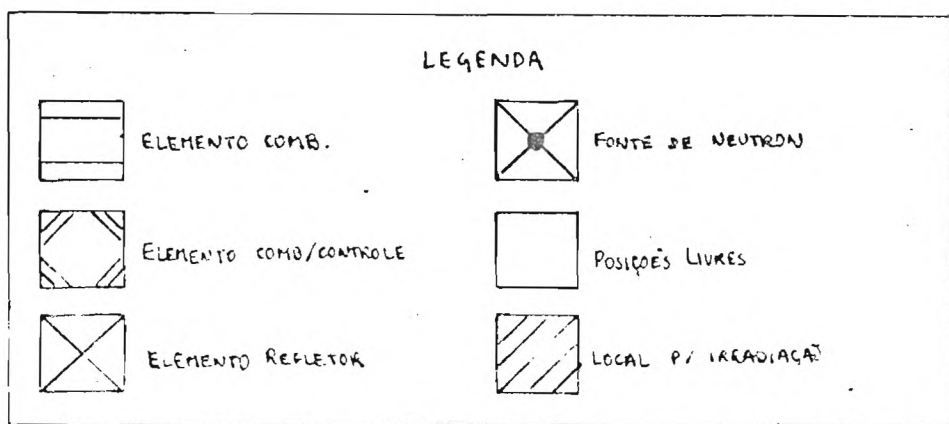 LEGENDA
ELEMENTO COMB.
FONTE DE NEUTRON
ELEMENTO COMB/CONTROLE
POSIÇÕES LIVRES
ELEMENTO REFLETOR
LOCAL P/ IRRADIAÇÃ